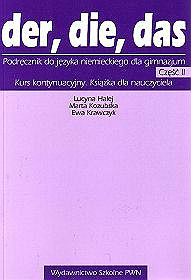 der, die, das
Podręcznik do języka niemieckiego dla gimnazjum
Część II
Kurs kontynuacyjny. Książka dla nauczyciela
Lucyna Halej
Marta Kozubska
Ewa Krawczyk
Wydawnictwo Szkolne PWN